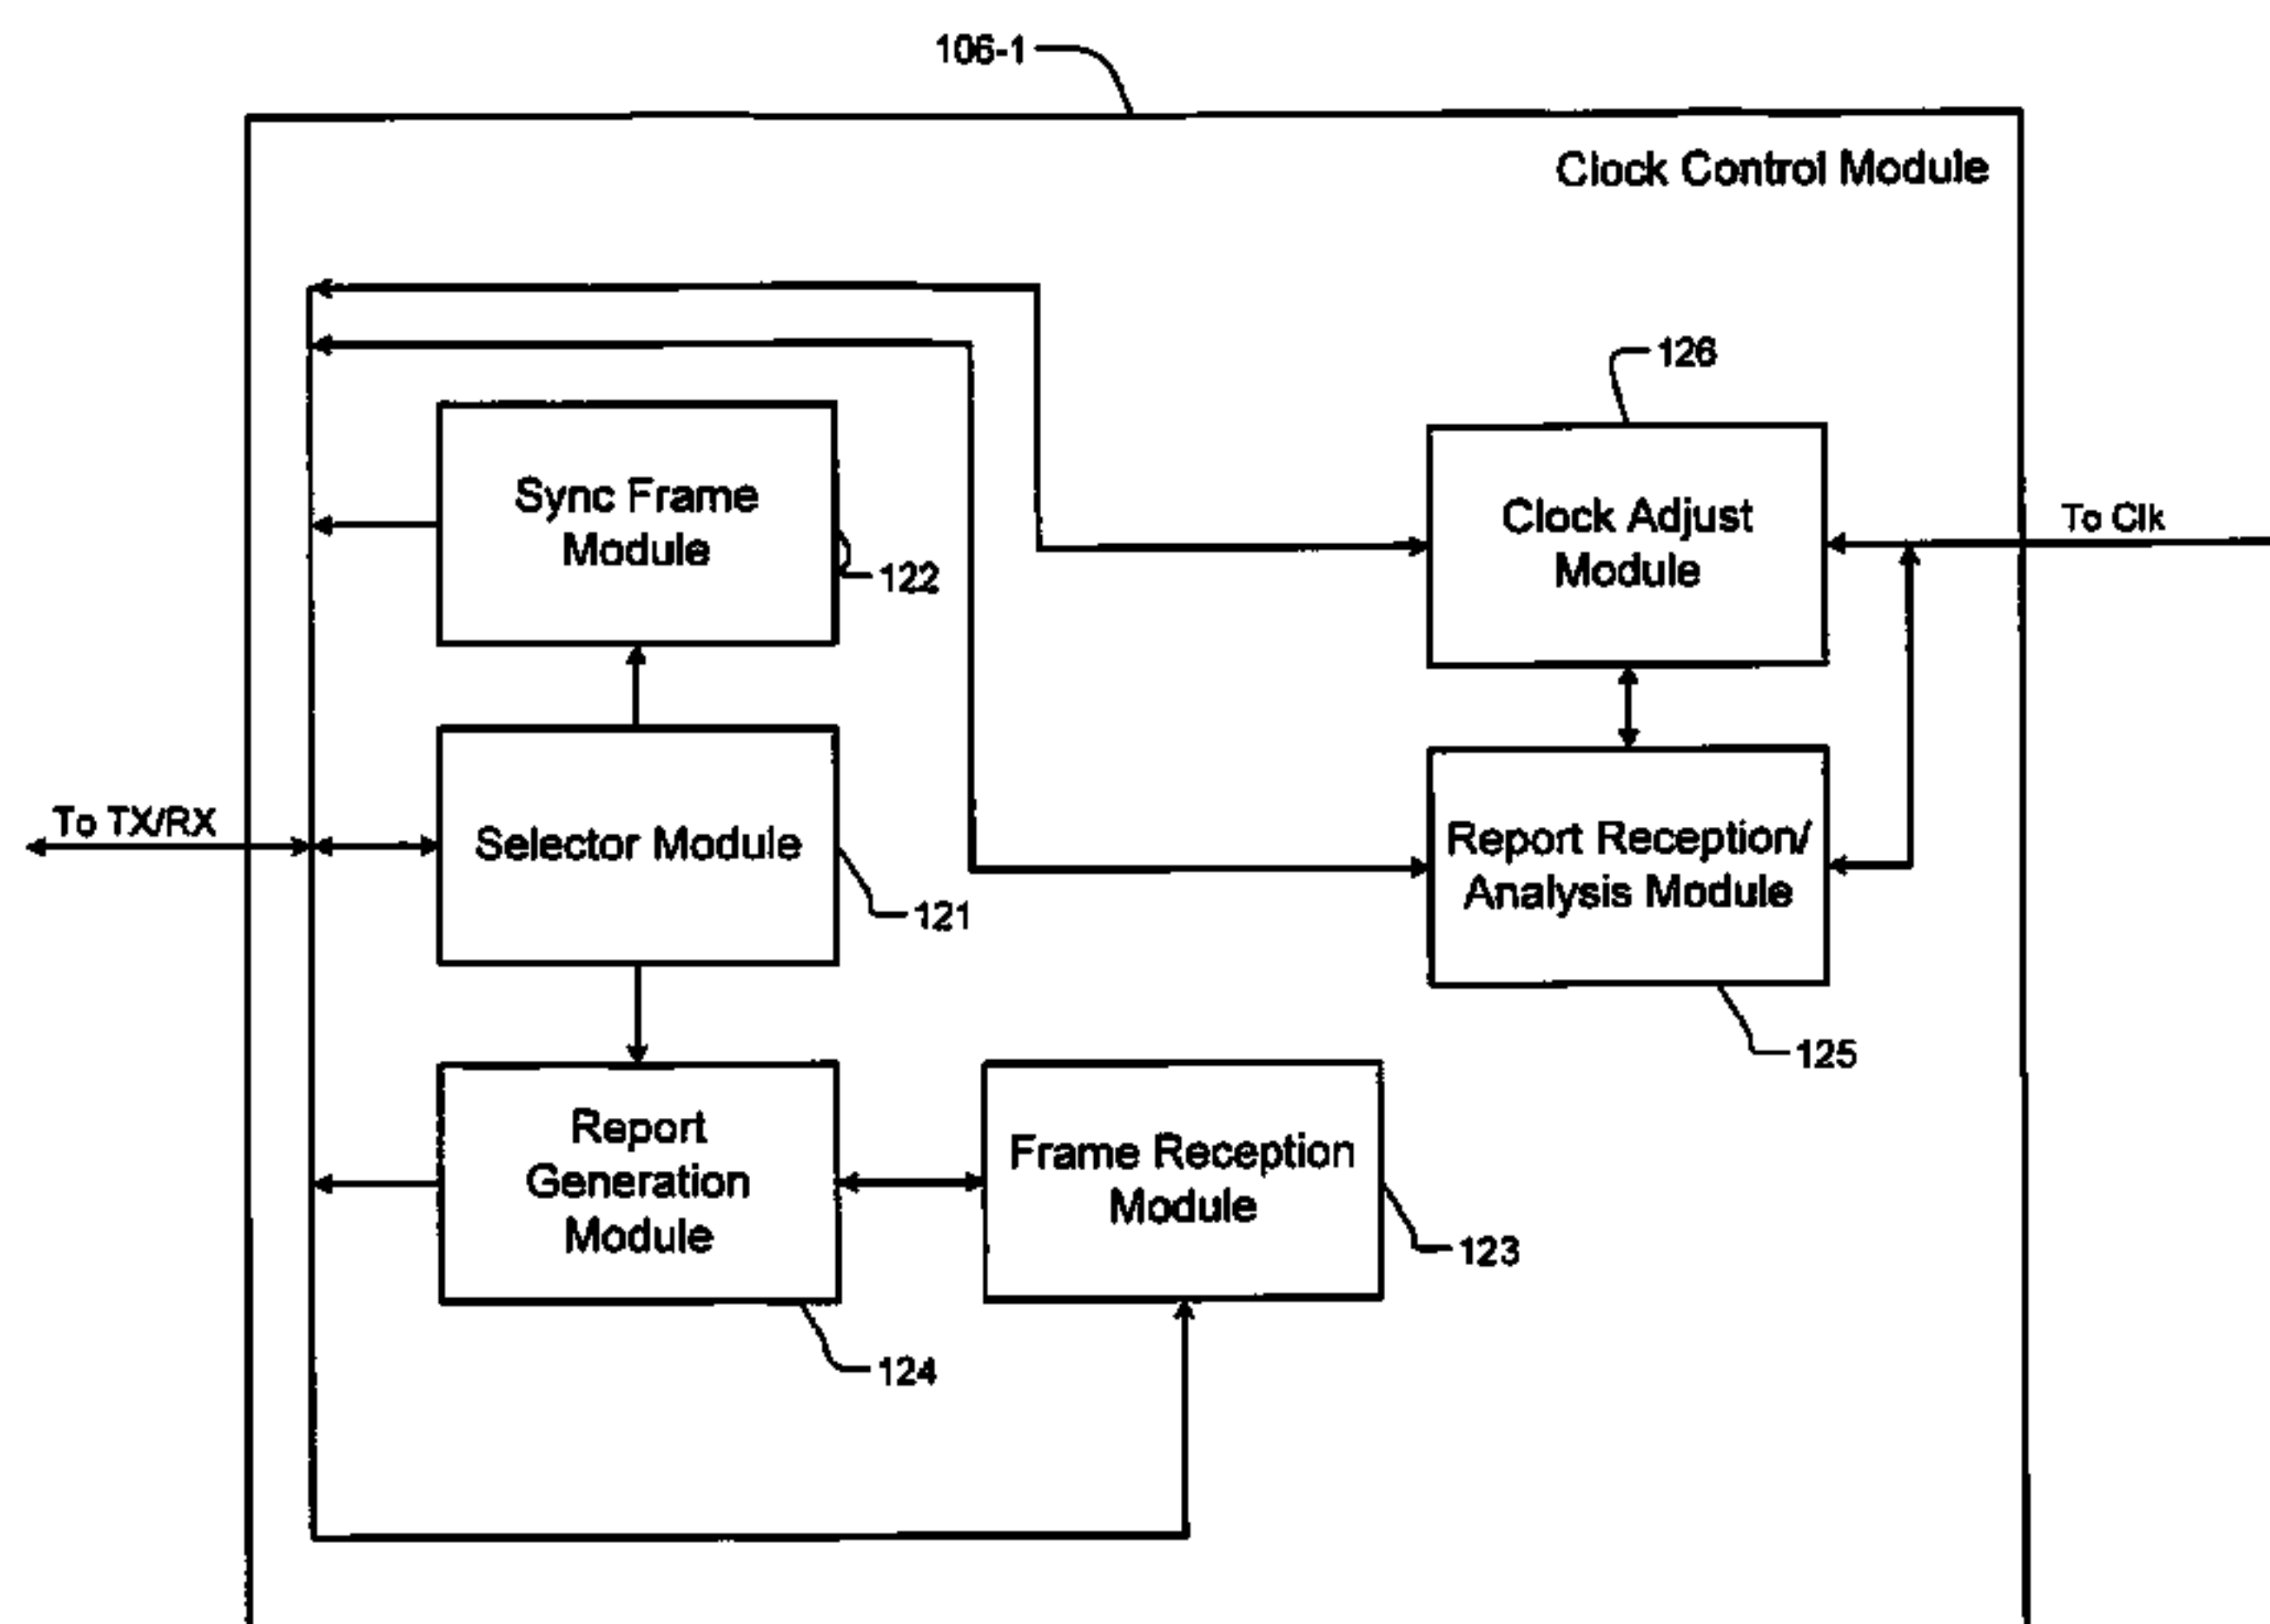 106-1
Clock Control Module
126
Sync Frame
Module
122
Clock Adjust
Module
To Clk
To TX/RX
Selector Module
121
Report Reception/
Analysis Module
125
Report
Generation
Module
124
Frame Reception
Module
123